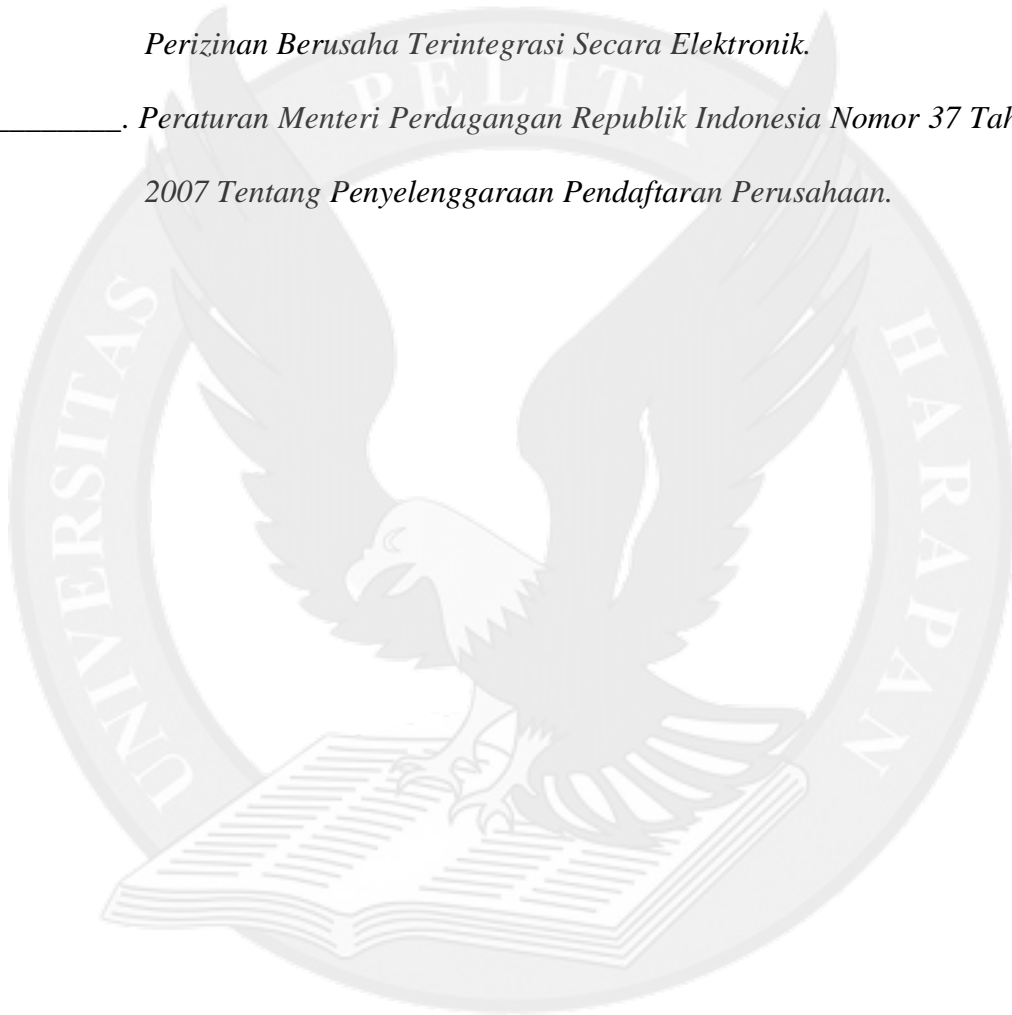 Perizinan Berusaha Terintegrasi Secara Elektronik.
________. Peraturan Menteri Perdagangan Republik Indonesia Nomor 37 Tah
2007 Tentang Penyelenggaraan Pendaftaran Perusahaan.
UNIVERSITAS PELITA HARAPAN